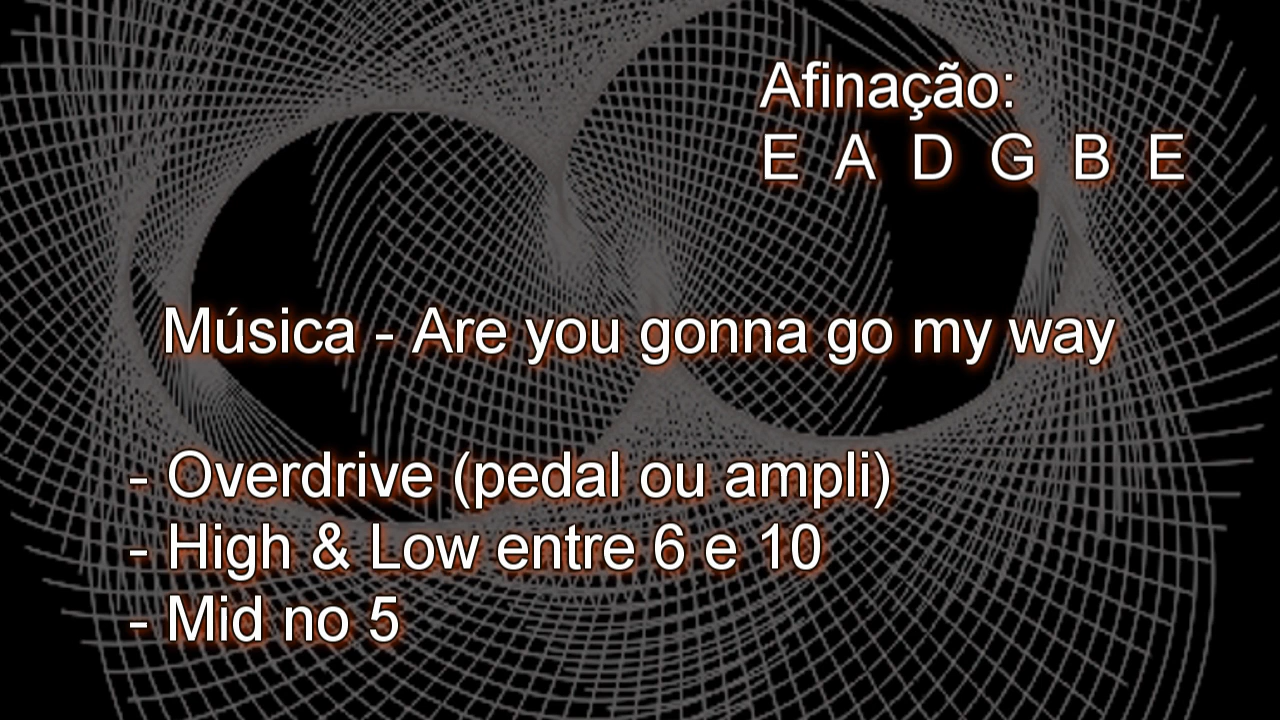 Afinação:
E A D G B E
Música - Are you gonna go my way
- Overdrive (pedal ou ampli)
- High & Low entre 6 e 10
- Mid no 5